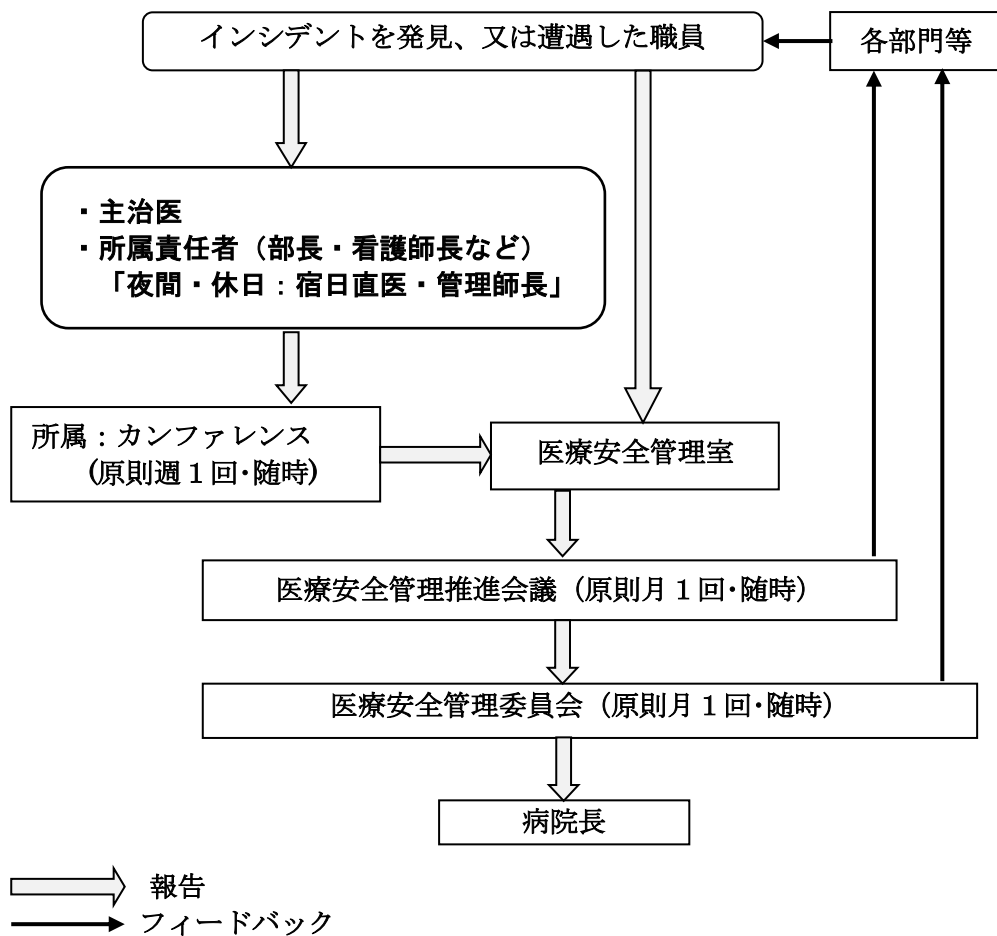 インシデントを発見、又は遭遇した職員
各部門等
・主治医
・所属責任者（部長・看護師長など）
「夜間・休日：宿日直医・管理師長」
所属：カンファレンス
（原則週１回･随時）
医療安全管理室
医療安全管理推進会議（原則月１回･随時）
医療安全管理委員会（原則月１回･随時）
病院長
報告
フィードバック